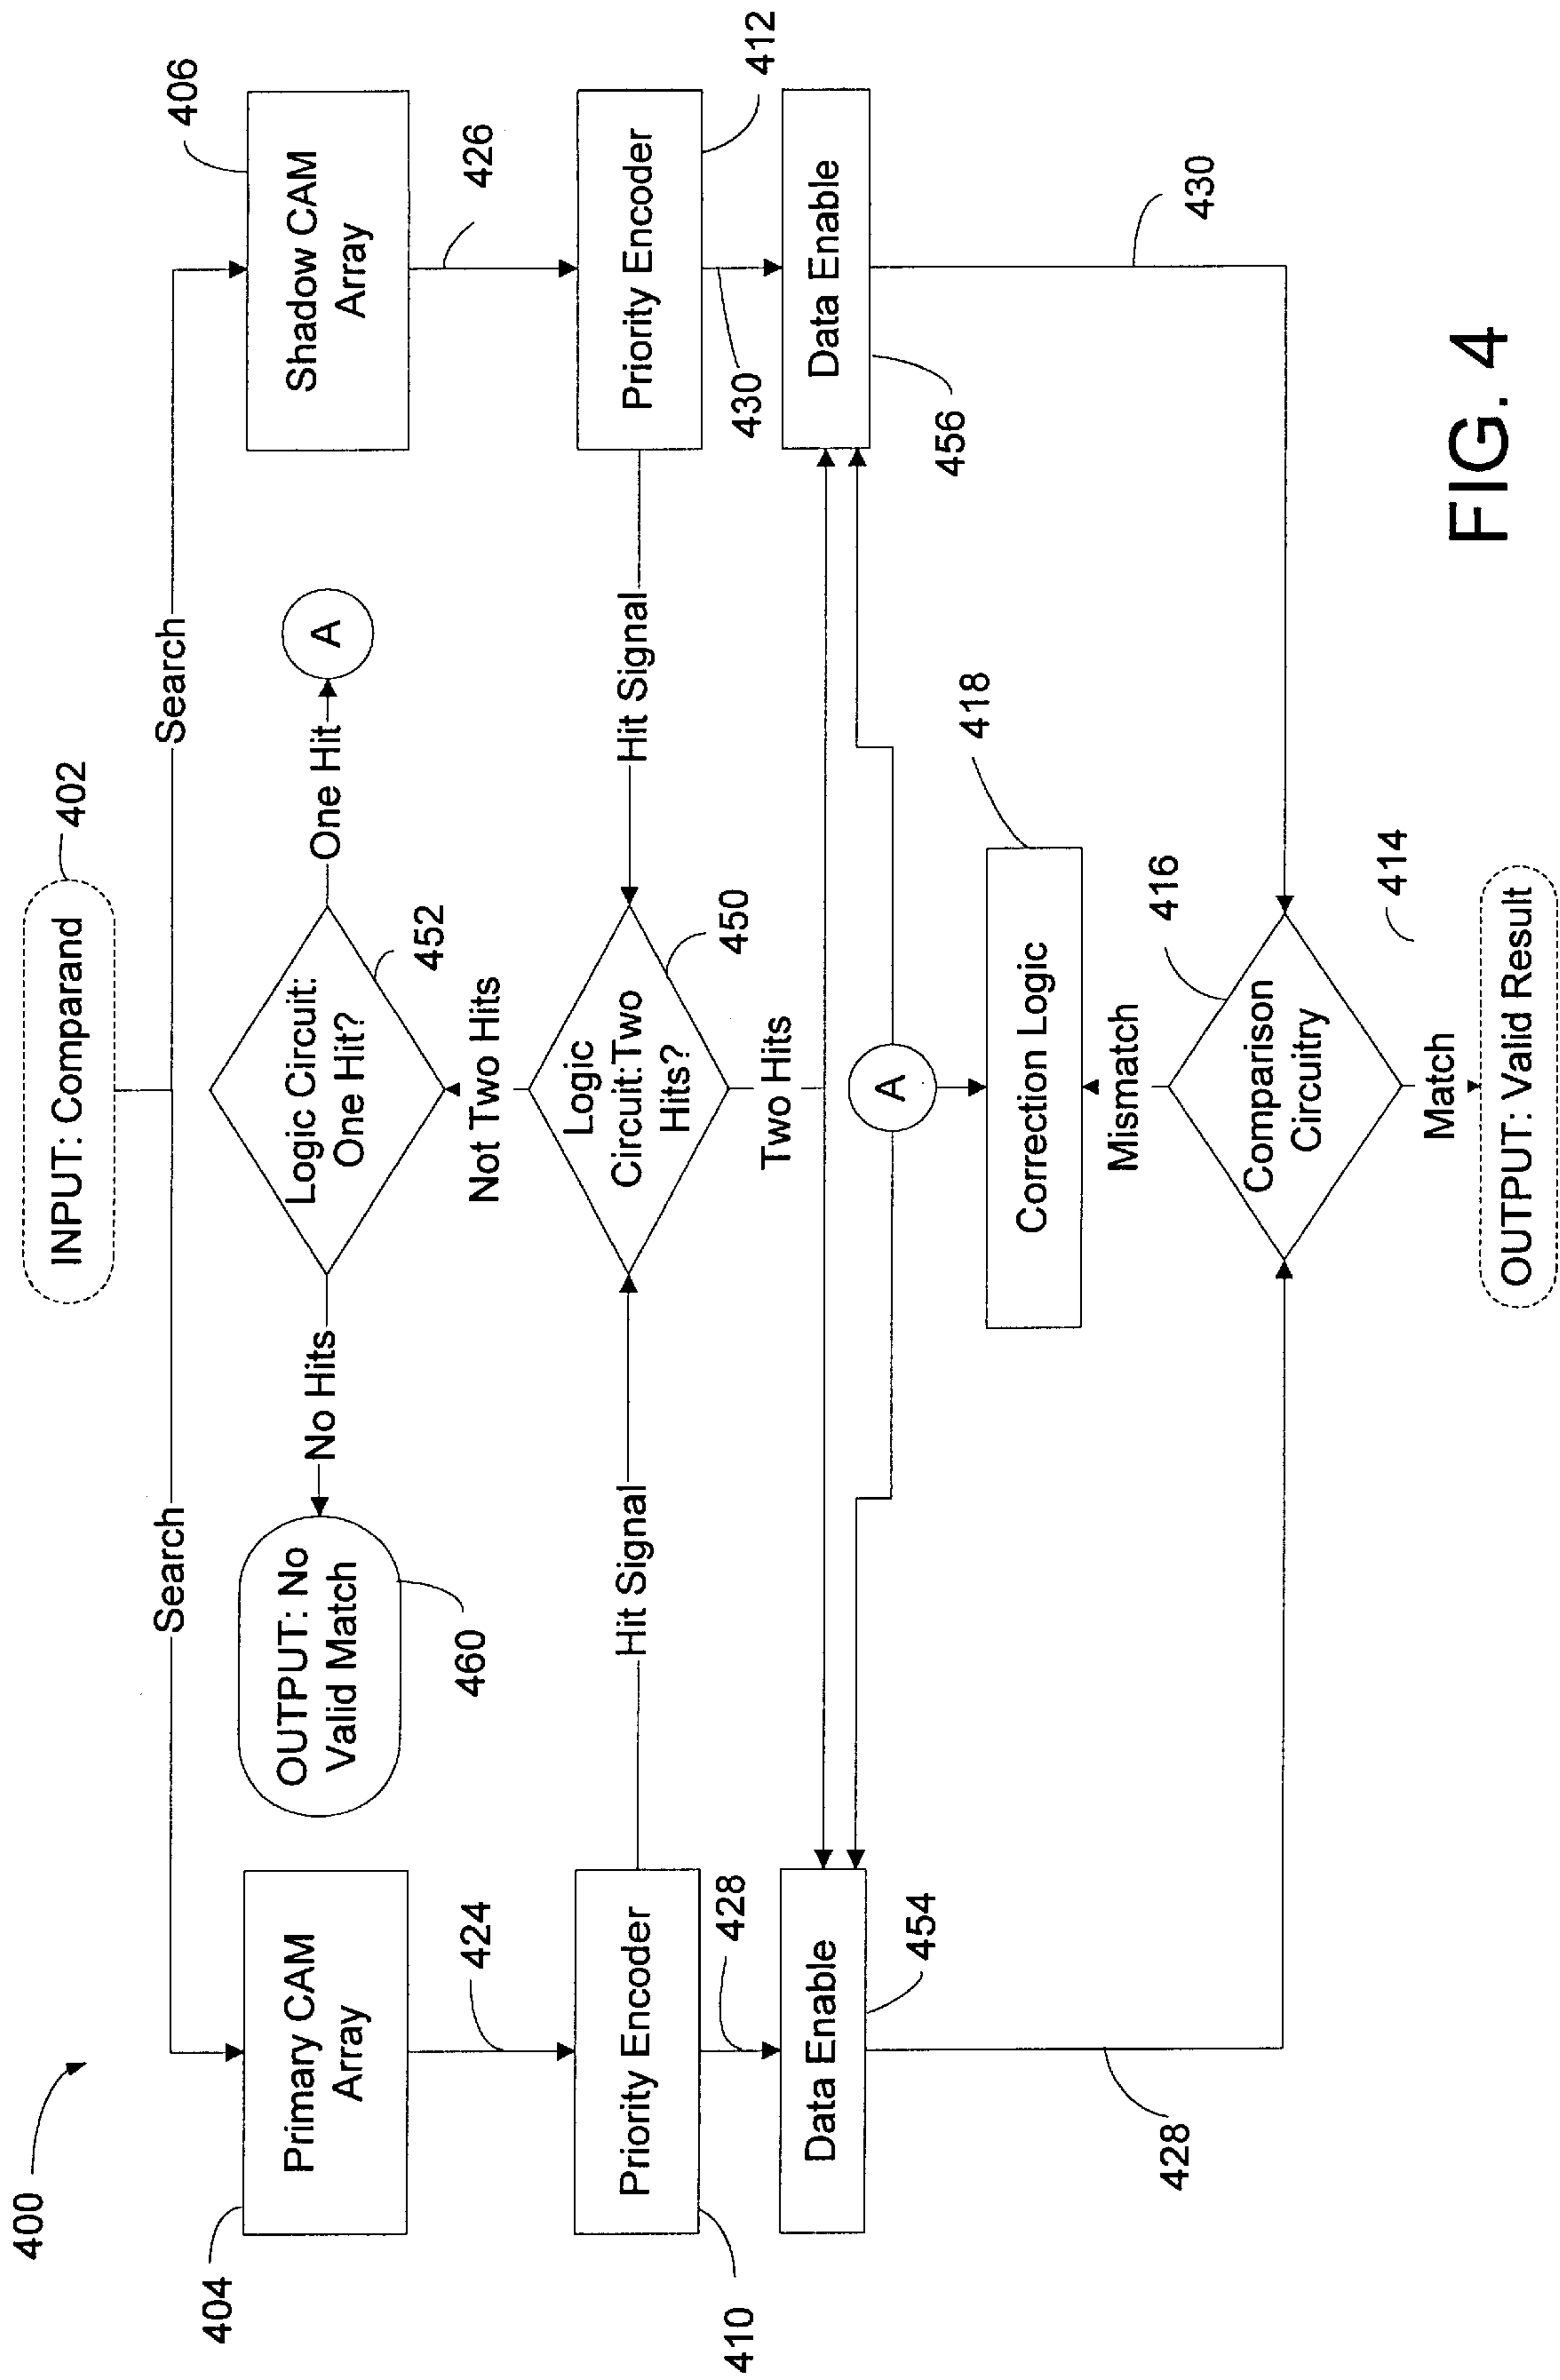 400
INPUT: Comparand
402
Search
Search
404
Primary CAM
Array
OUTPUT: No
Valid Match
460
No Hits
Logic Circuit:
One Hit?
452
One Hit
A
Shadow CAM
Array
406
424
Not Two Hits
426
410
Priority Encoder
Hit Signal
Logic
Circuit:Two
Hits?
450
Hit Signal
Priority Encoder
412
428
Two Hits
430
Data Enable
454
A
Data Enable
456
Correction Logic
418
428
Mismatch
430
Comparison
Circuitry
416
Match
414
OUTPUT: Valid Result
FIG. 4